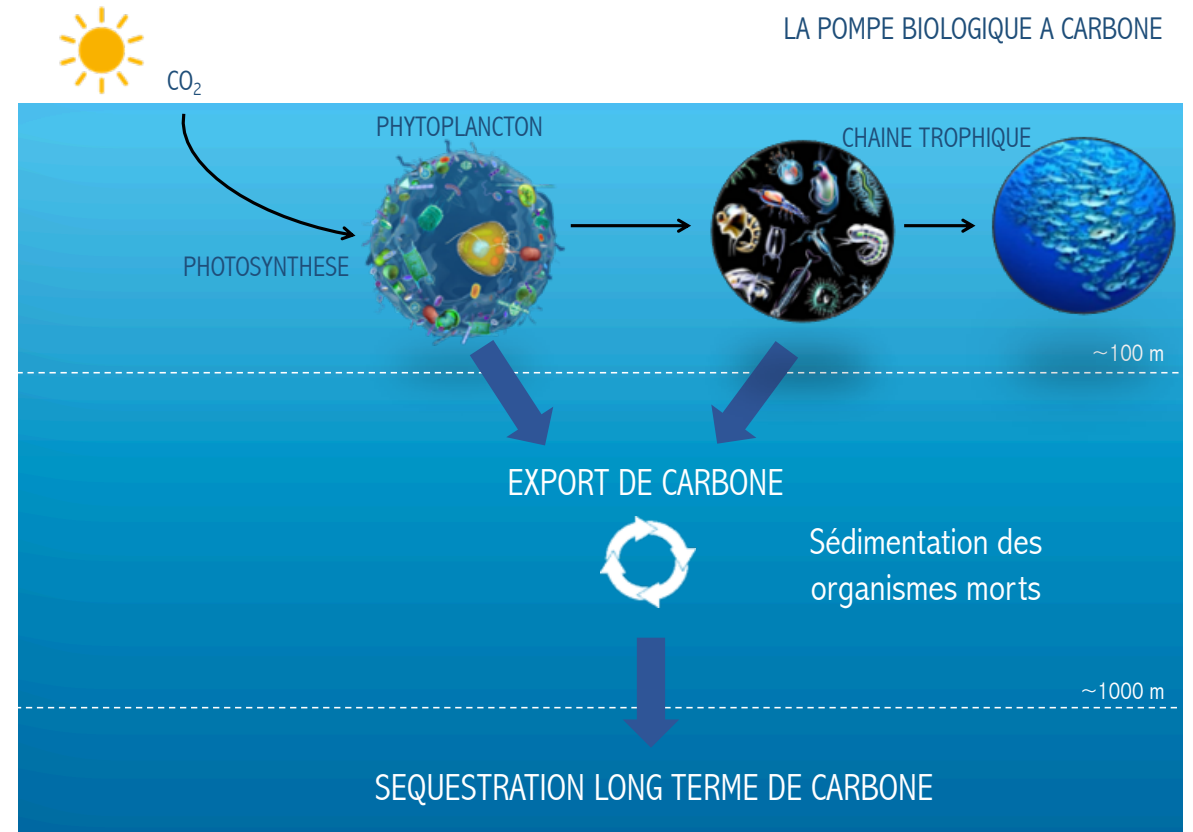 LA POMPE BIOLOGIQUE A CARBONE
CO₂
PHYTOPLANCTON
CHAINE TROPHIQUE
PHOTOSYNTHESE
~100 m
EXPORT DE CARBONE
Sédimentation des
organismes morts
~1000 m
SEQUESTRATION LONG TERME DE CARBONE